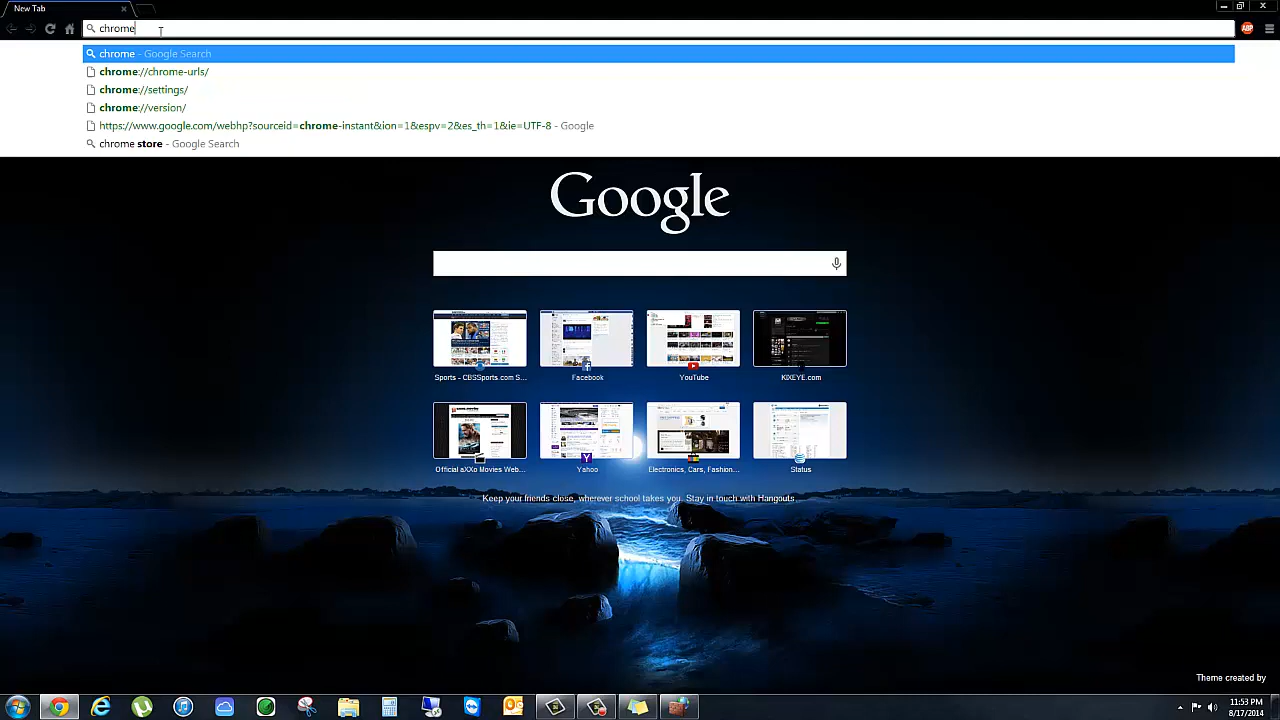 New Tab
chrome
ABP
chrome - Google Search
chrome://chrome-urls/
chrome://settings/
chrome://version/
https://www.google.com/webhp?sourceid=chrome-instant&ion=1&espv=2&es_th=1&ie=UTF-8 - Google
chrome store - Google Search
Google
Sports - CBSSports.com S...
Facebook
YouTube
KIXEYE.com
Official aXXo Movies Web...
Yahoo
Electronics, Cars, Fashion...
Status
Keep your friends close, wherever school takes you. Stay in touch with Hangouts.
Theme created by
11:53 PM
8/17/2014